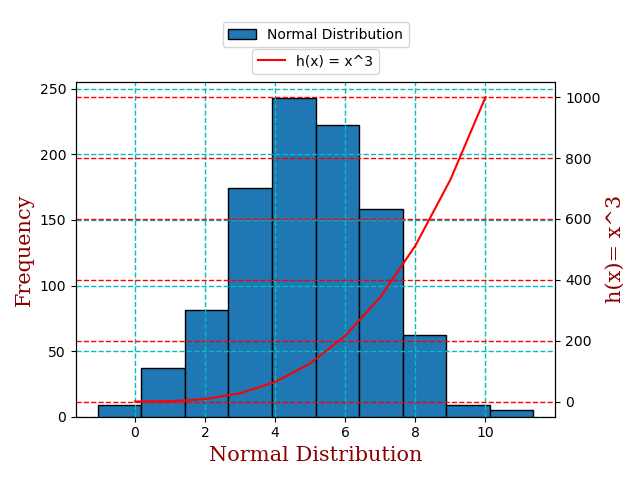 Normal Distribution
h(x) = x^3
250
200
150
100
50
0
Frequency
1000
800
600
400
200
0
h(x)= x^3
0 2 4 6 8 10
Normal Distribution